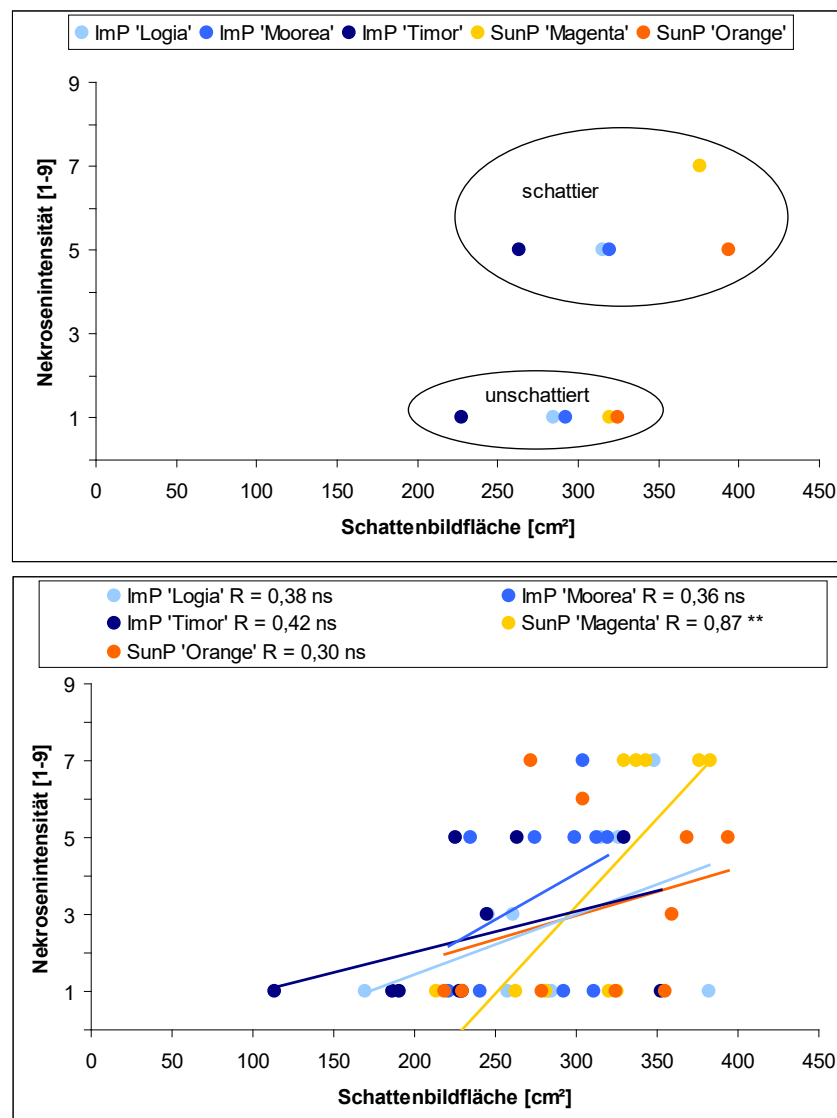 ImP 'Logia' ImP 'Moorea' ImP 'Timor' SunP 'Magenta' SunP 'Orange'
9
7
5
3
1
Nekrosenintensität [1-9]
schattier
unschattiert
0 50 100 150 200 250 300 350 400 450
Schattenbildfläche [cm²]
ImP 'Logia' R = 0,38 ns ImP 'Moorea' R = 0,36 ns
ImP 'Timor' R = 0,42 ns SunP 'Magenta' R = 0,87 **
SunP 'Orange' R = 0,30 ns
9
7
5
3
1
Nekrosenintensität [1-9]
0 50 100 150 200 250 300 350 400 450
Schattenbildfläche [cm²]